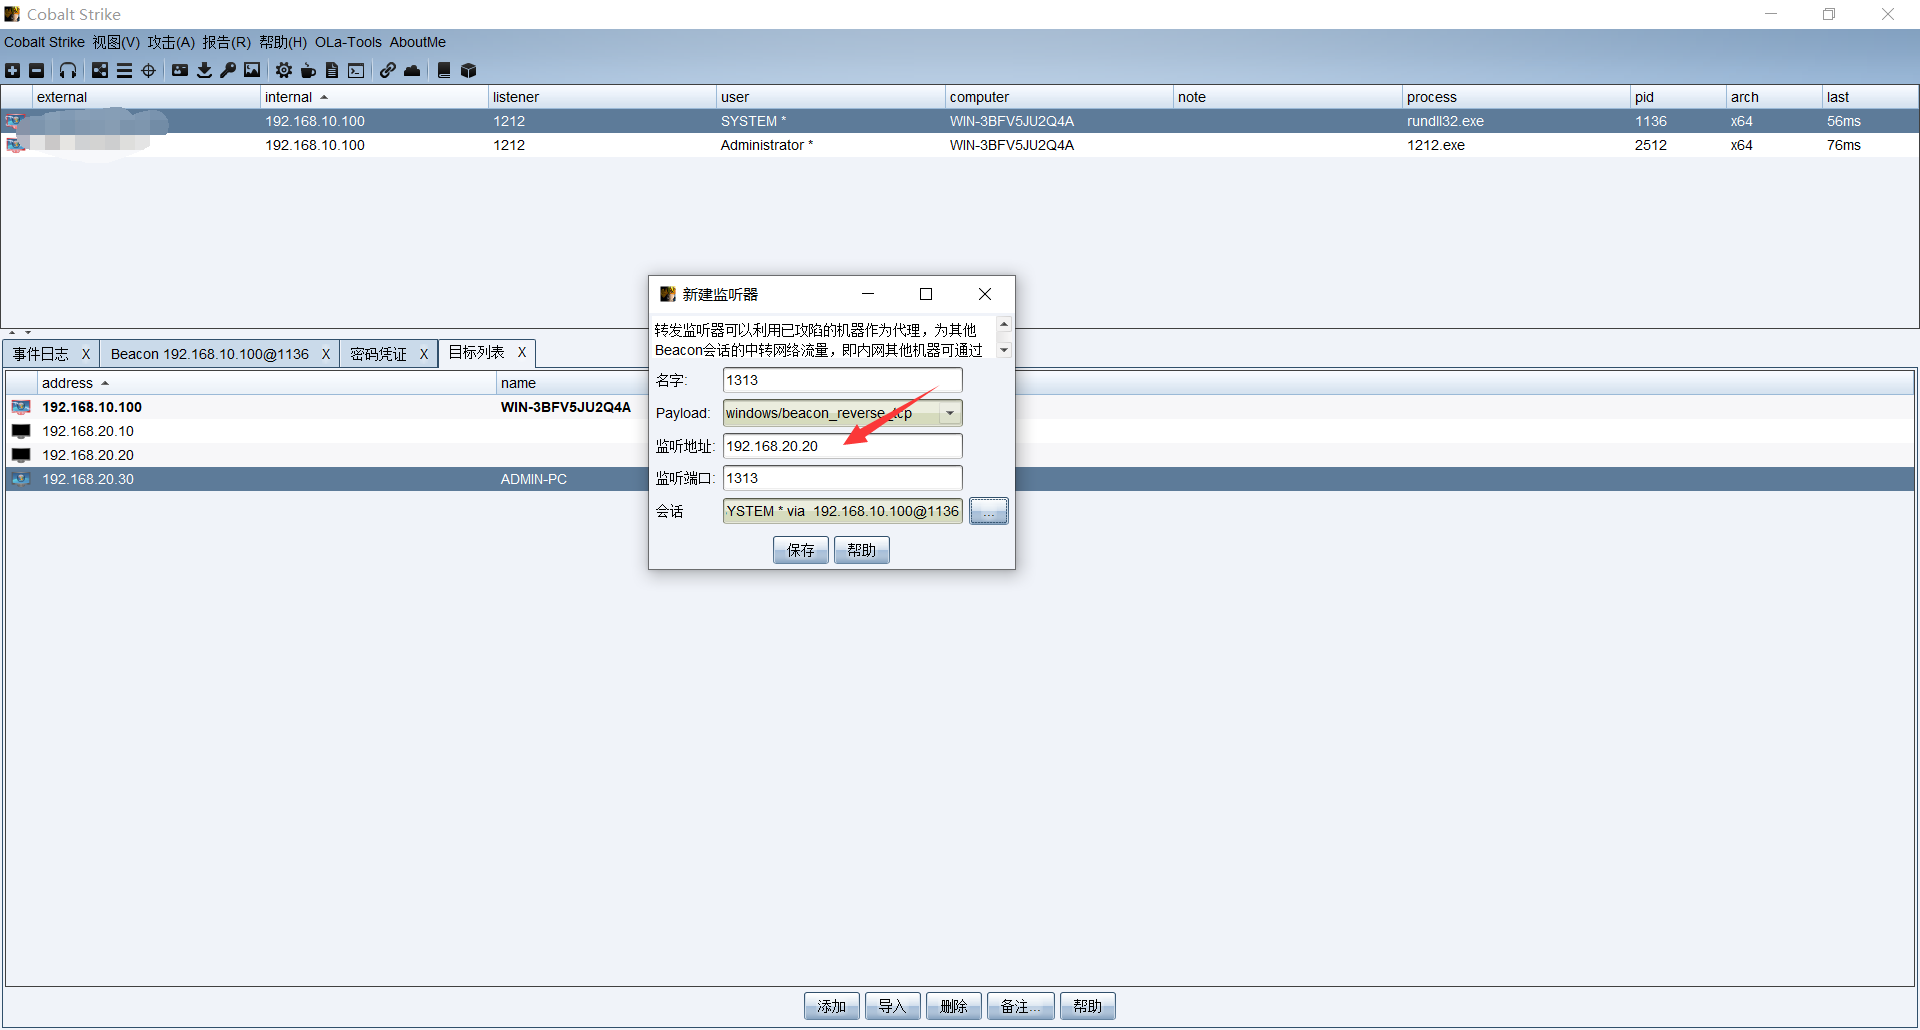 Cobalt Strike
Cobalt Strike 视图(V) 攻击(A) 报告(R) 帮助(H) OLa-Tools AboutMe
external internal listener user computer note process pid arch last
192.168.10.100 1212 SYSTEM * WIN-3BFV5JU2Q4A rundll32.exe 1136 x64 56ms
192.168.10.100 1212 Administrator * WIN-3BFV5JU2Q4A 1212.exe 2512 x64 76ms
新建监听器
转发监听器可以利用已攻陷的机器作为代理，为其他
Beacon会话的中转网络流量，即内网其他机器可通过
名字: 1313
Payload: windows/beacon_reverse_tcp
监听地址: 192.168.20.20
监听端口: 1313
会话 YSTEM * via 192.168.10.100@1136 ...
保存 帮助
事件日志 X Beacon 192.168.10.100@1136 X 密码凭证 X 目标列表 X
address name
192.168.10.100 WIN-3BFV5JU2Q4A
192.168.20.10
192.168.20.20
192.168.20.30 ADMIN-PC
添加 导入 删除 备注... 帮助